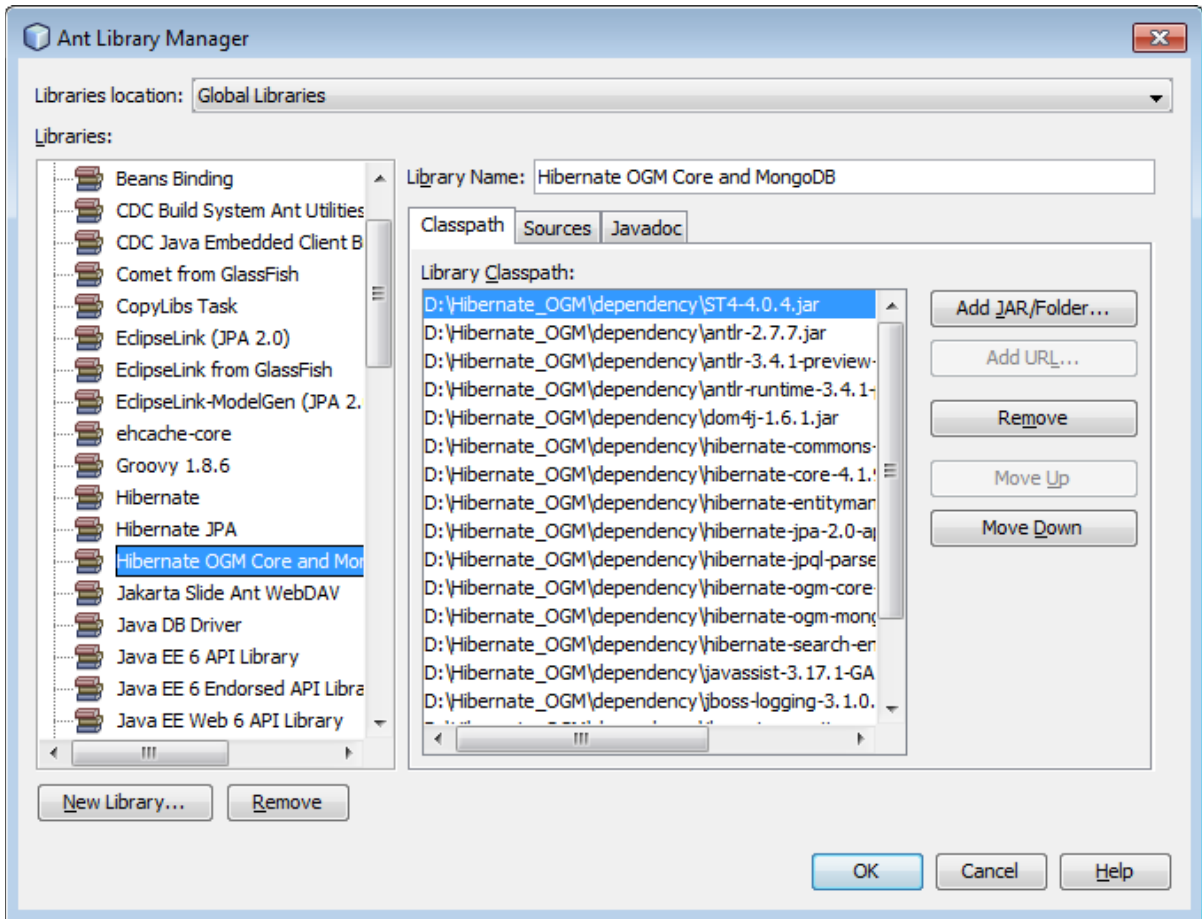 Ant Library Manager
Libraries location: Global Libraries
Libraries:
Beans Binding
CDC Build System Ant Utilities
CDC Java Embedded Client B
Comet from GlassFish
CopyLibs Task
EclipseLink (JPA 2.0)
EclipseLink from GlassFish
EclipseLink-ModelGen (JPA 2.
ehcache-core
Groovy 1.8.6
Hibernate
Hibernate JPA
Hibernate OGM Core and Mon
Jakarta Slide Ant WebDAV
Java DB Driver
Java EE 6 API Library
Java EE 6 Endorsed API Libra
Java EE Web 6 API Library
New Library...
Remove
Library Name: Hibernate OGM Core and MongoDB
Classpath Sources Javadoc
Library Classpath:
D:\Hibernate_OGM\dependency\ST4-4.0.4.jar
D:\Hibernate_OGM\dependency\antlr-2.7.7.jar
D:\Hibernate_OGM\dependency\antlr-3.4.1-preview-
D:\Hibernate_OGM\dependency\antlr-runtime-3.4.1-
D:\Hibernate_OGM\dependency\dom4j-1.6.1.jar
D:\Hibernate_OGM\dependency\hibernate-commons-
D:\Hibernate_OGM\dependency\hibernate-core-4.1.9
D:\Hibernate_OGM\dependency\hibernate-entityman
D:\Hibernate_OGM\dependency\hibernate-jpa-2.0-ap
D:\Hibernate_OGM\dependency\hibernate-jpql-parse
D:\Hibernate_OGM\dependency\hibernate-ogm-core-
D:\Hibernate_OGM\dependency\hibernate-ogm-mong
D:\Hibernate_OGM\dependency\hibernate-search-en
D:\Hibernate_OGM\dependency\javassist-3.17.1-GA
D:\Hibernate_OGM\dependency\jboss-logging-3.1.0.
Add JAR/Folder...
Add URL...
Remove
Move Up
Move Down
OK
Cancel
Help